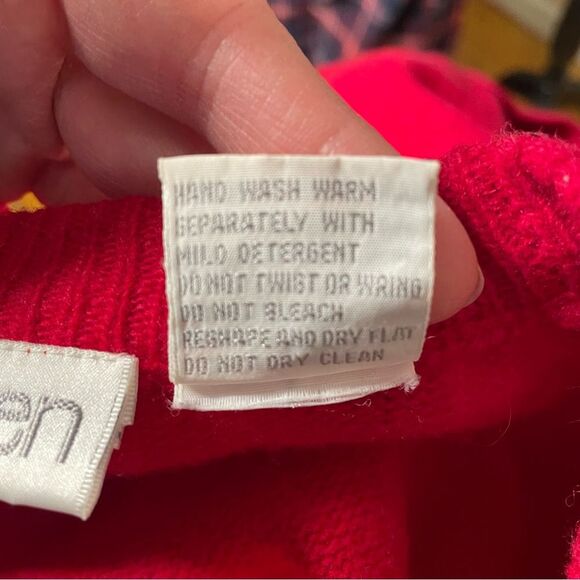 HAND WASH WARM
SEPARATELY WITH
MILD DETERGENT
DO NOT TWIST OR WRING
DO NOT BLEACH
RESHAPE AND DRY FLAT
DO NOT DRY CLEAN
en